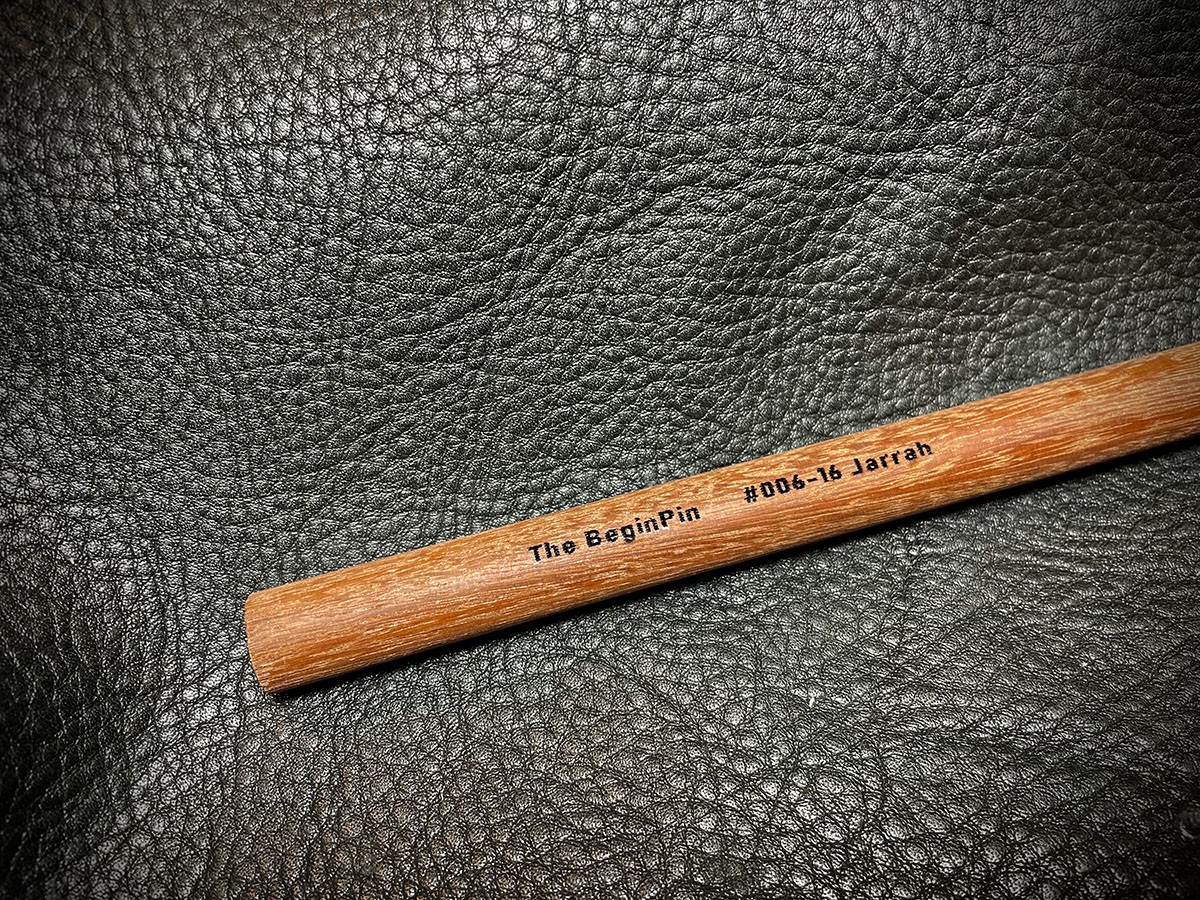 The BeginPin #006-16 Jarrah